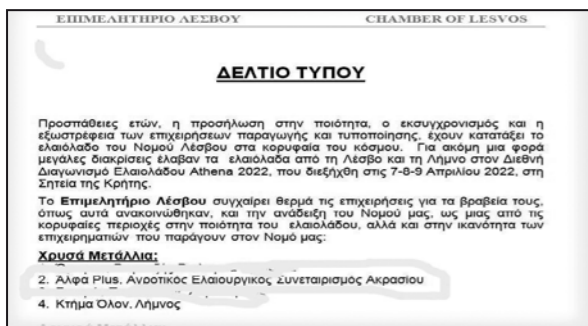 ΕΠΙΜΕΛΗΤΗΡΙΟ ΛΕΣΒΟΥ CHAMBER OF LESVOS
ΔΕΛΤΙΟ ΤΥΠΟΥ
Προσπάθειες ετών, η προσήλωση στην ποιότητα, ο εκσυγχρονισμός και η
εξωστρέφεια των επιχειρήσεων παραγωγής και τυποποίησης, έχουν κατατάξει το
ελαιόλαδο του Νομού Λέσβου στα κορυφαία του κόσμου. Για ακόμη μια φορά
μεγάλες διακρίσεις έλαβαν τα ελαιόλαδα από τη Λέσβο και τη Λήμνο στον Διεθνή
Διαγωνισμό Ελαιολάδου Athena 2022, που διεξήχθη στις 7-8-9 Απριλίου 2022, στη
Σητεία της Κρήτης.
Το Επιμελητήριο Λέσβου συγχαίρει θερμά τις επιχειρήσεις για τα βραβεία τους,
όπως αυτά ανακοινώθηκαν, και την ανάδειξη του Νομού μας, ως μιας από τις
κορυφαίες περιοχές στην ποιότητα του ελαιολάδου, αλλά και στην ικανότητα των
επιχειρηματιών που παράγουν στον Νομό μας:
Χρυσά Μετάλλια:
2. Άλφα Plus, Αγροτικός Ελαιουργικος Συνεταιρισμός Ακρασίου
4. Κτήμα Όλον, Λήμνος